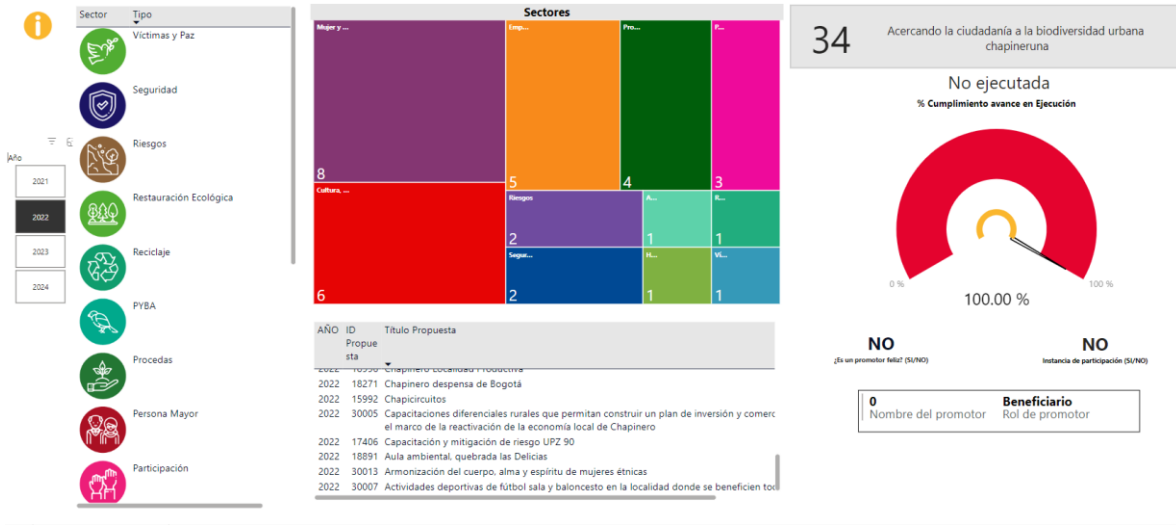 Sector Tipo
Víctimas y Paz
Seguridad
Riesgos
Restauración Ecológica
Reciclaje
PYBA
Procedas
Persona Mayor
Participación
Año
2021
2022
2023
2024
Sectores
Mujer y ...
8
Cultura, ...
6
Emp...
5
Pro...
4
P...
3
Riesgos
2
Segur...
2
A...
1
R...
1
H...
1
Vi...
1
AÑO ID Propue sta Título Propuesta
2022 Chapinero Localidad Productiva
2022 18271 Chapinero despensa de Bogotá
2022 15992 Chapicircuitos
2022 30005 Capacitaciones diferenciales rurales que permitan construir un plan de inversión y comerc
el marco de la reactivación de la economía local de Chapinero
2022 17406 Capacitación y mitigación de riesgo UPZ 90
2022 18891 Aula ambiental, quebrada las Delicias
2022 30013 Armonización del cuerpo, alma y espíritu de mujeres étnicas
2022 30007 Actividades deportivas de fútbol sala y baloncesto en la localidad donde se beneficien tod
34
Acercando la ciudadanía a la biodiversidad urbana
chapineruna
No ejecutada
% Cumplimiento avance en Ejecución
0 %
100 %
100.00 %
NO
¿Es un promotor feliz? (SI/NO)
NO
Instancia de participación (SI/NO)
0
Nombre del promotor
Beneficiario
Rol de promotor